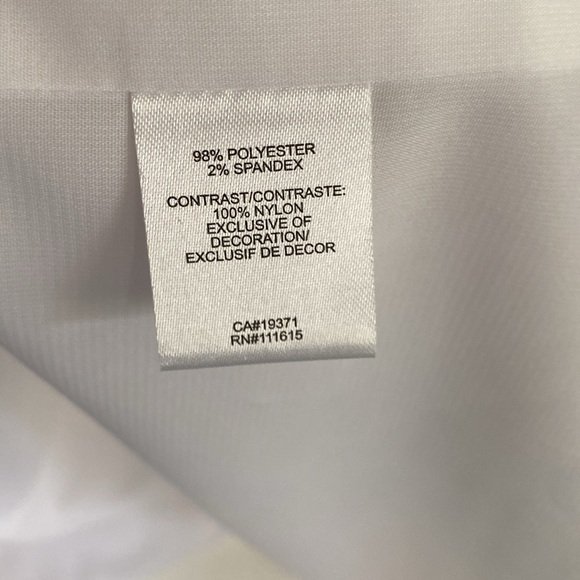 98% POLYESTER
2% SPANDEX
CONTRAST/CONTRASTE:
100% NYLON
EXCLUSIVE OF
DECORATION/
EXCLUSIF DE DECOR
CA#19371
RN#111615